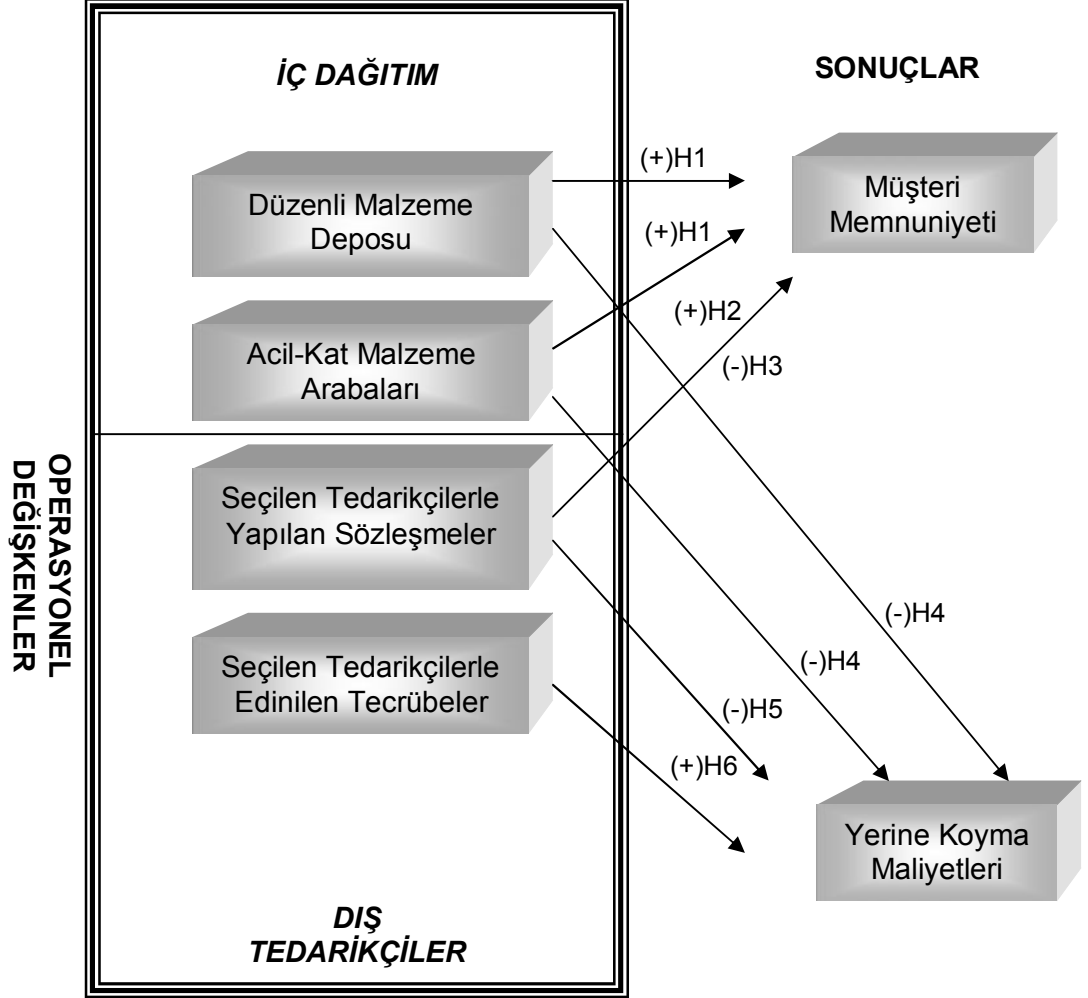 İÇ DAĞITIM
SONUÇLAR
Düzenli Malzeme
Deposu
(+)H1
Müşteri
Memnuniyeti
(+)H1
Acil-Kat Malzeme
Arabaları
(+)H2
(-)H3
OPERASYONEL
DEĞİŞKENLER
Seçilen Tedarikçilerle
Yapılan Sözleşmeler
(-)H4
Seçilen Tedarikçilerle
Edinilen Tecrübeler
(-)H4
(-)H5
(+)H6
Yerine Koyma
Maliyetleri
DIŞ
TEDARİKÇİLER